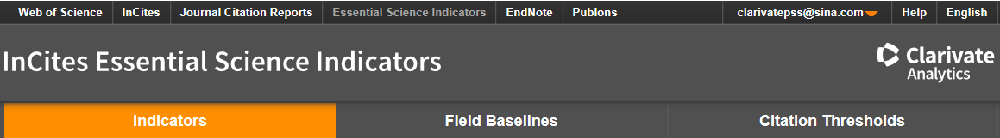 Web of Science InCites Journal Citation Reports Essential Science Indicators EndNote Publons clarivatepss@sina.com Help English
InCites Essential Science Indicators
Clarivate
Analytics
Indicators Field Baselines Citation Thresholds